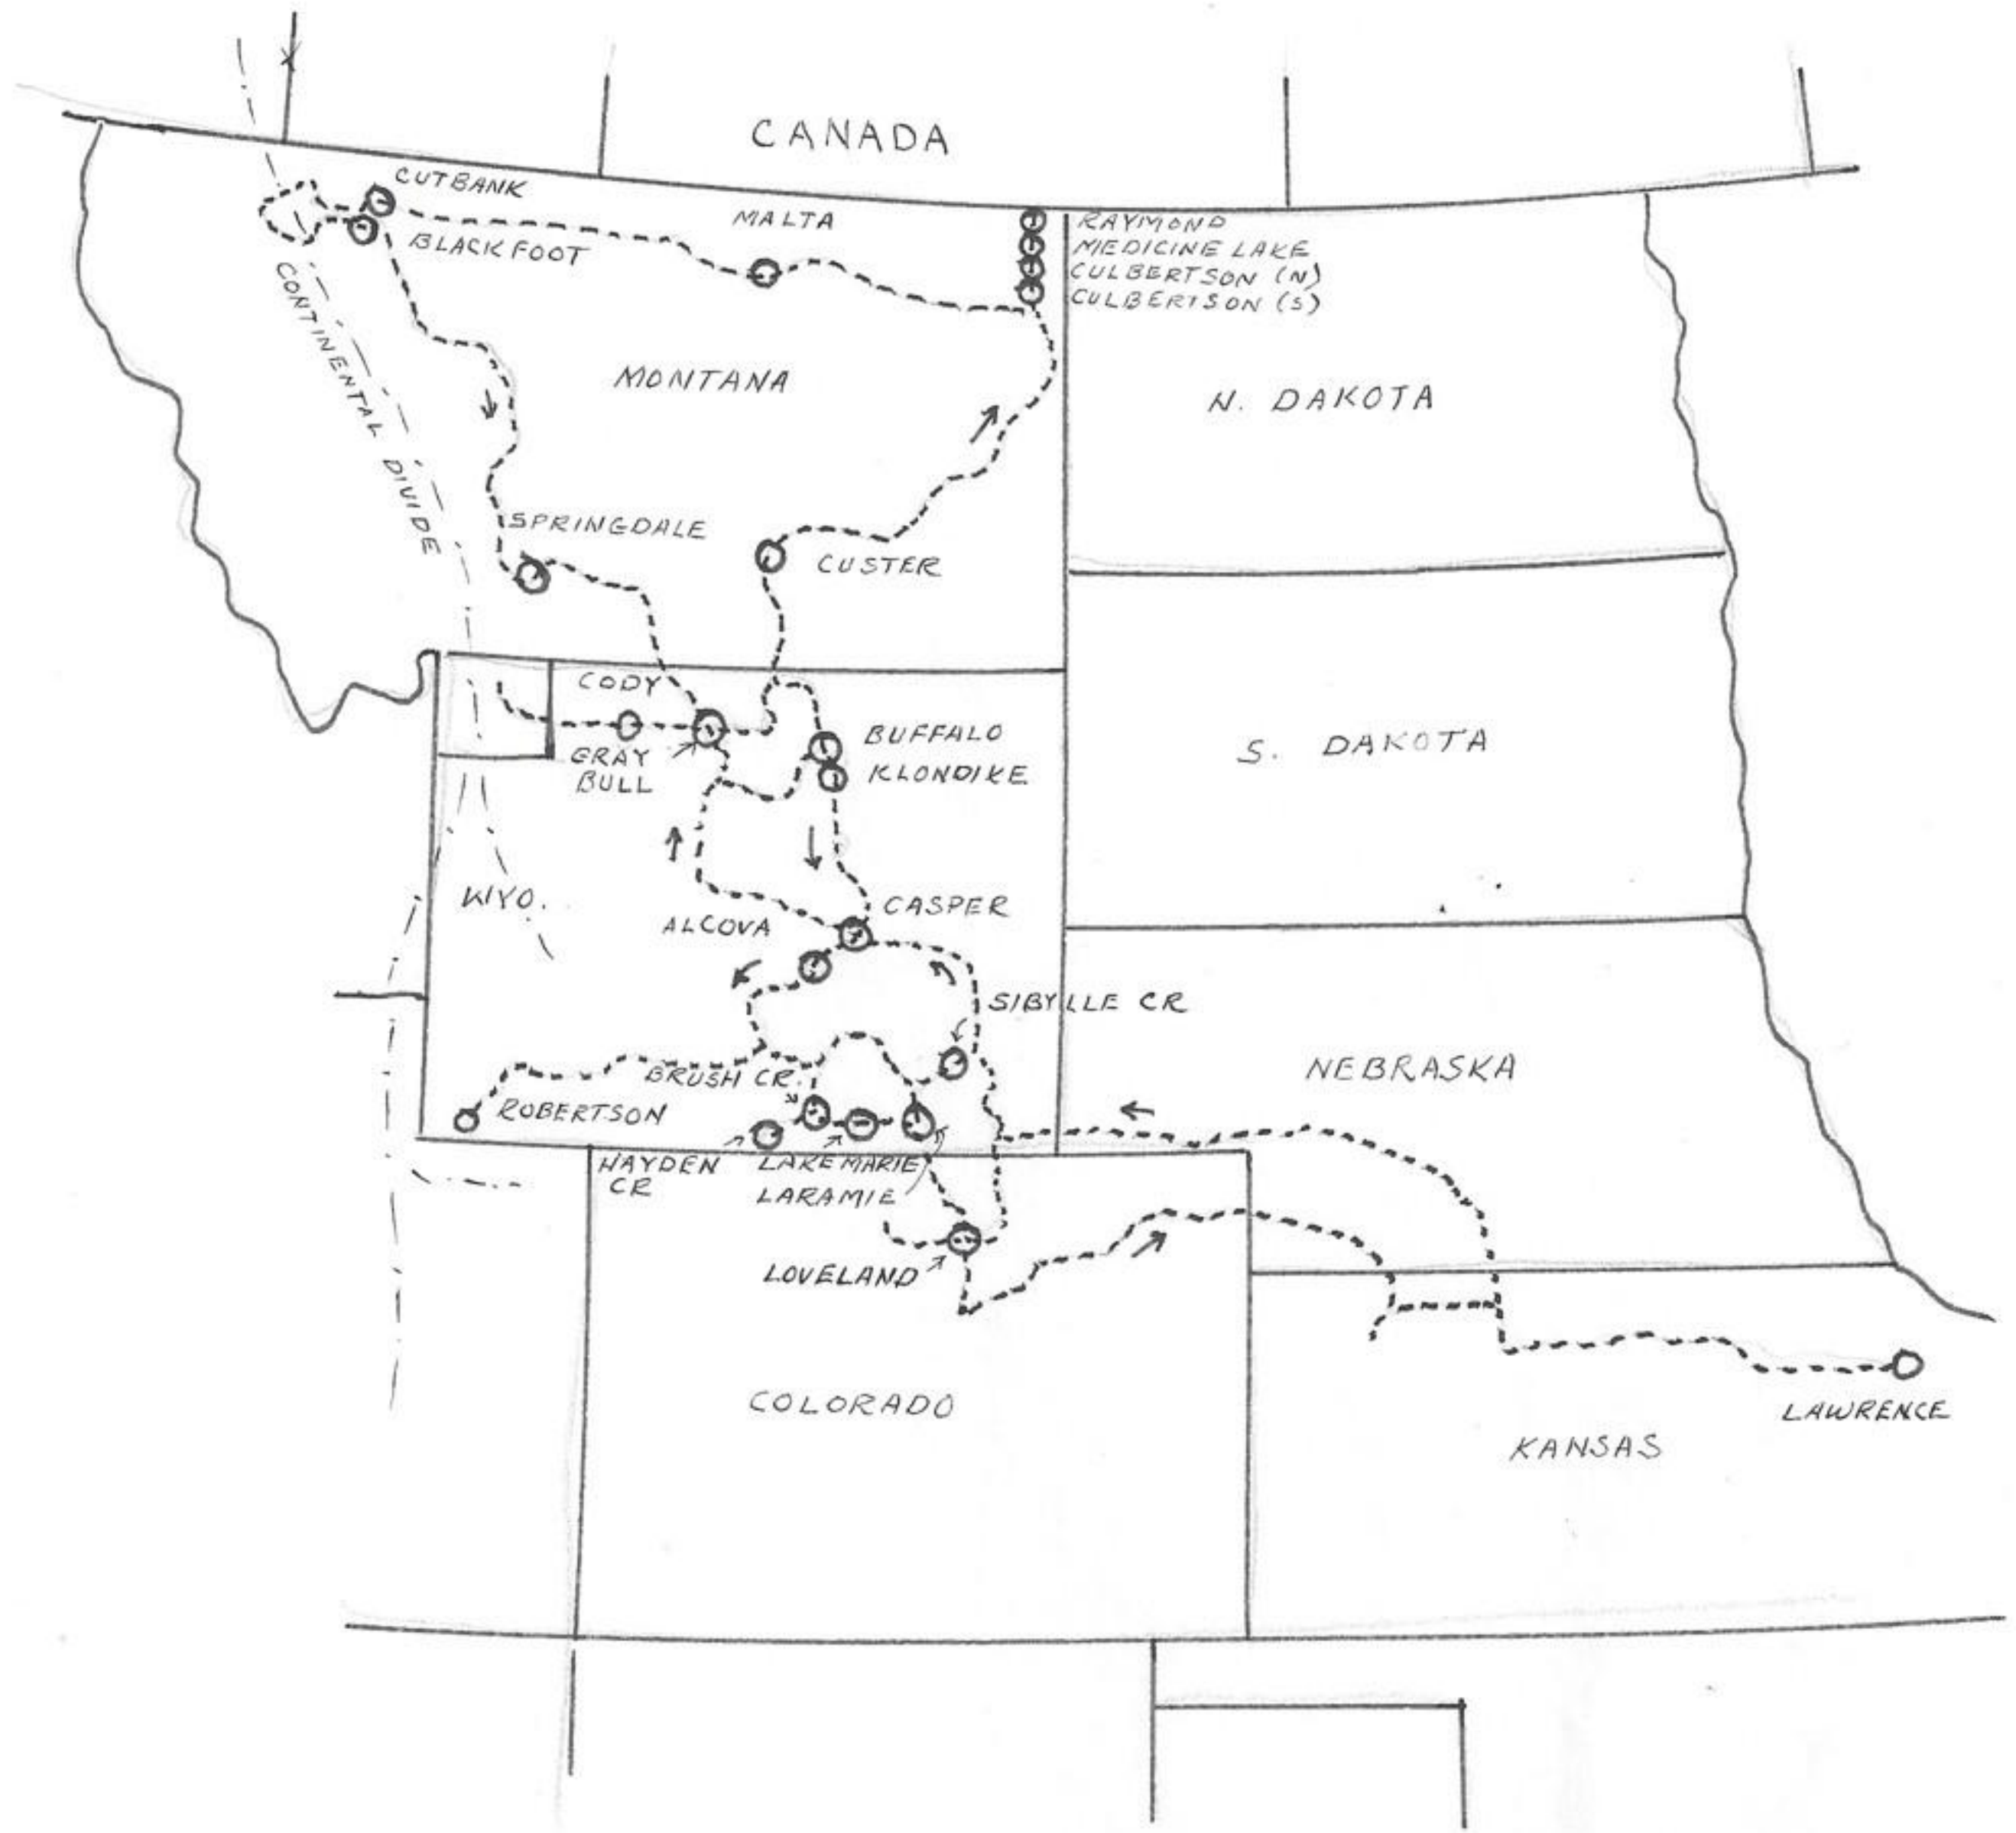 CANADA
CUTBANK
MALTA
RAYMOND
BLACKFOOT
MEDICINE LAKE
CULBERTSON (N)
CULBERTSON (S)
CONTINENTAL DIVIDE
MONTANA
N. DAKOTA
SPRINGDALE
CUSTER
CODY
BUFFALO
GRAY
BULL
KLONDIKE
S. DAKOTA
WYO.
CASPER
ALCOVA
SIBYLLE CR
NEBRASKA
BRUSH CR.
ROBERTSON
HAYDEN
CR
LAKE MARIE
LARAMIE
LOVELAND
COLORADO
LAWRENCE
KANSAS